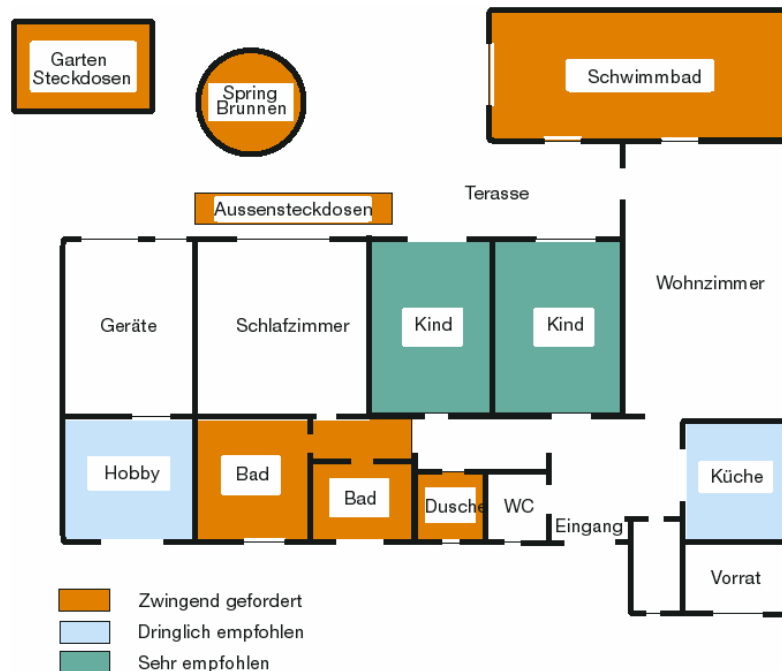 Garten
Steckdosen
Spring
Brunnen
Schwimmbad
Aussensteckdosen
Terasse
Geräte
Schlafzimmer
Kind
Kind
Wohnzimmer
Hobby
Bad
Bad
Dusche
WC
Eingang
Küche
Vorrat
Zwingend gefordert
Dringlich empfohlen
Sehr empfohlen